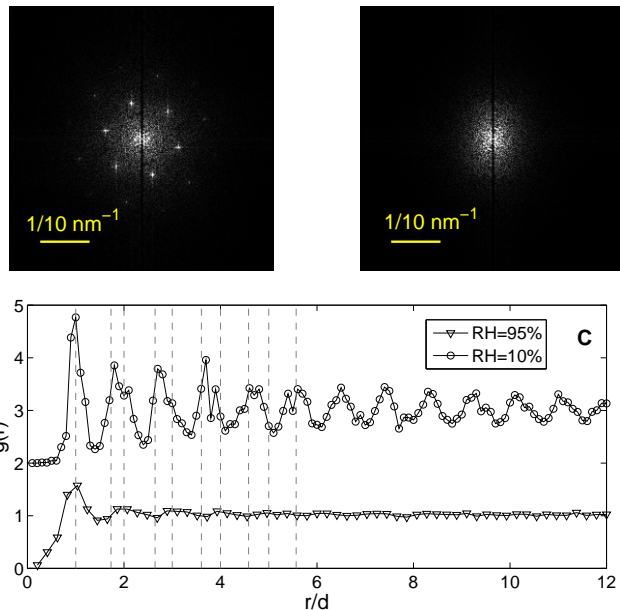 1/10 nm⁻¹
1/10 nm⁻¹
5
4
3
2
1
0
g(r)
RH=95%
RH=10%
C
0 2 4 6 8 10 12
r/d